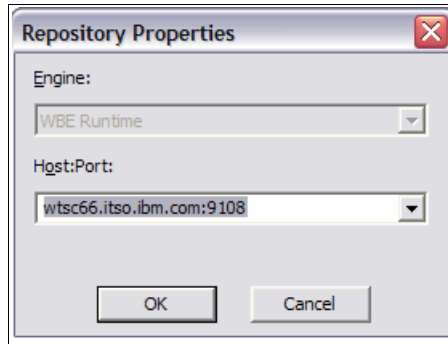 Repository Properties
Engine:
WBE Runtime
Host:Port:
wtsc66.itso.ibm.com:9108
OK
Cancel